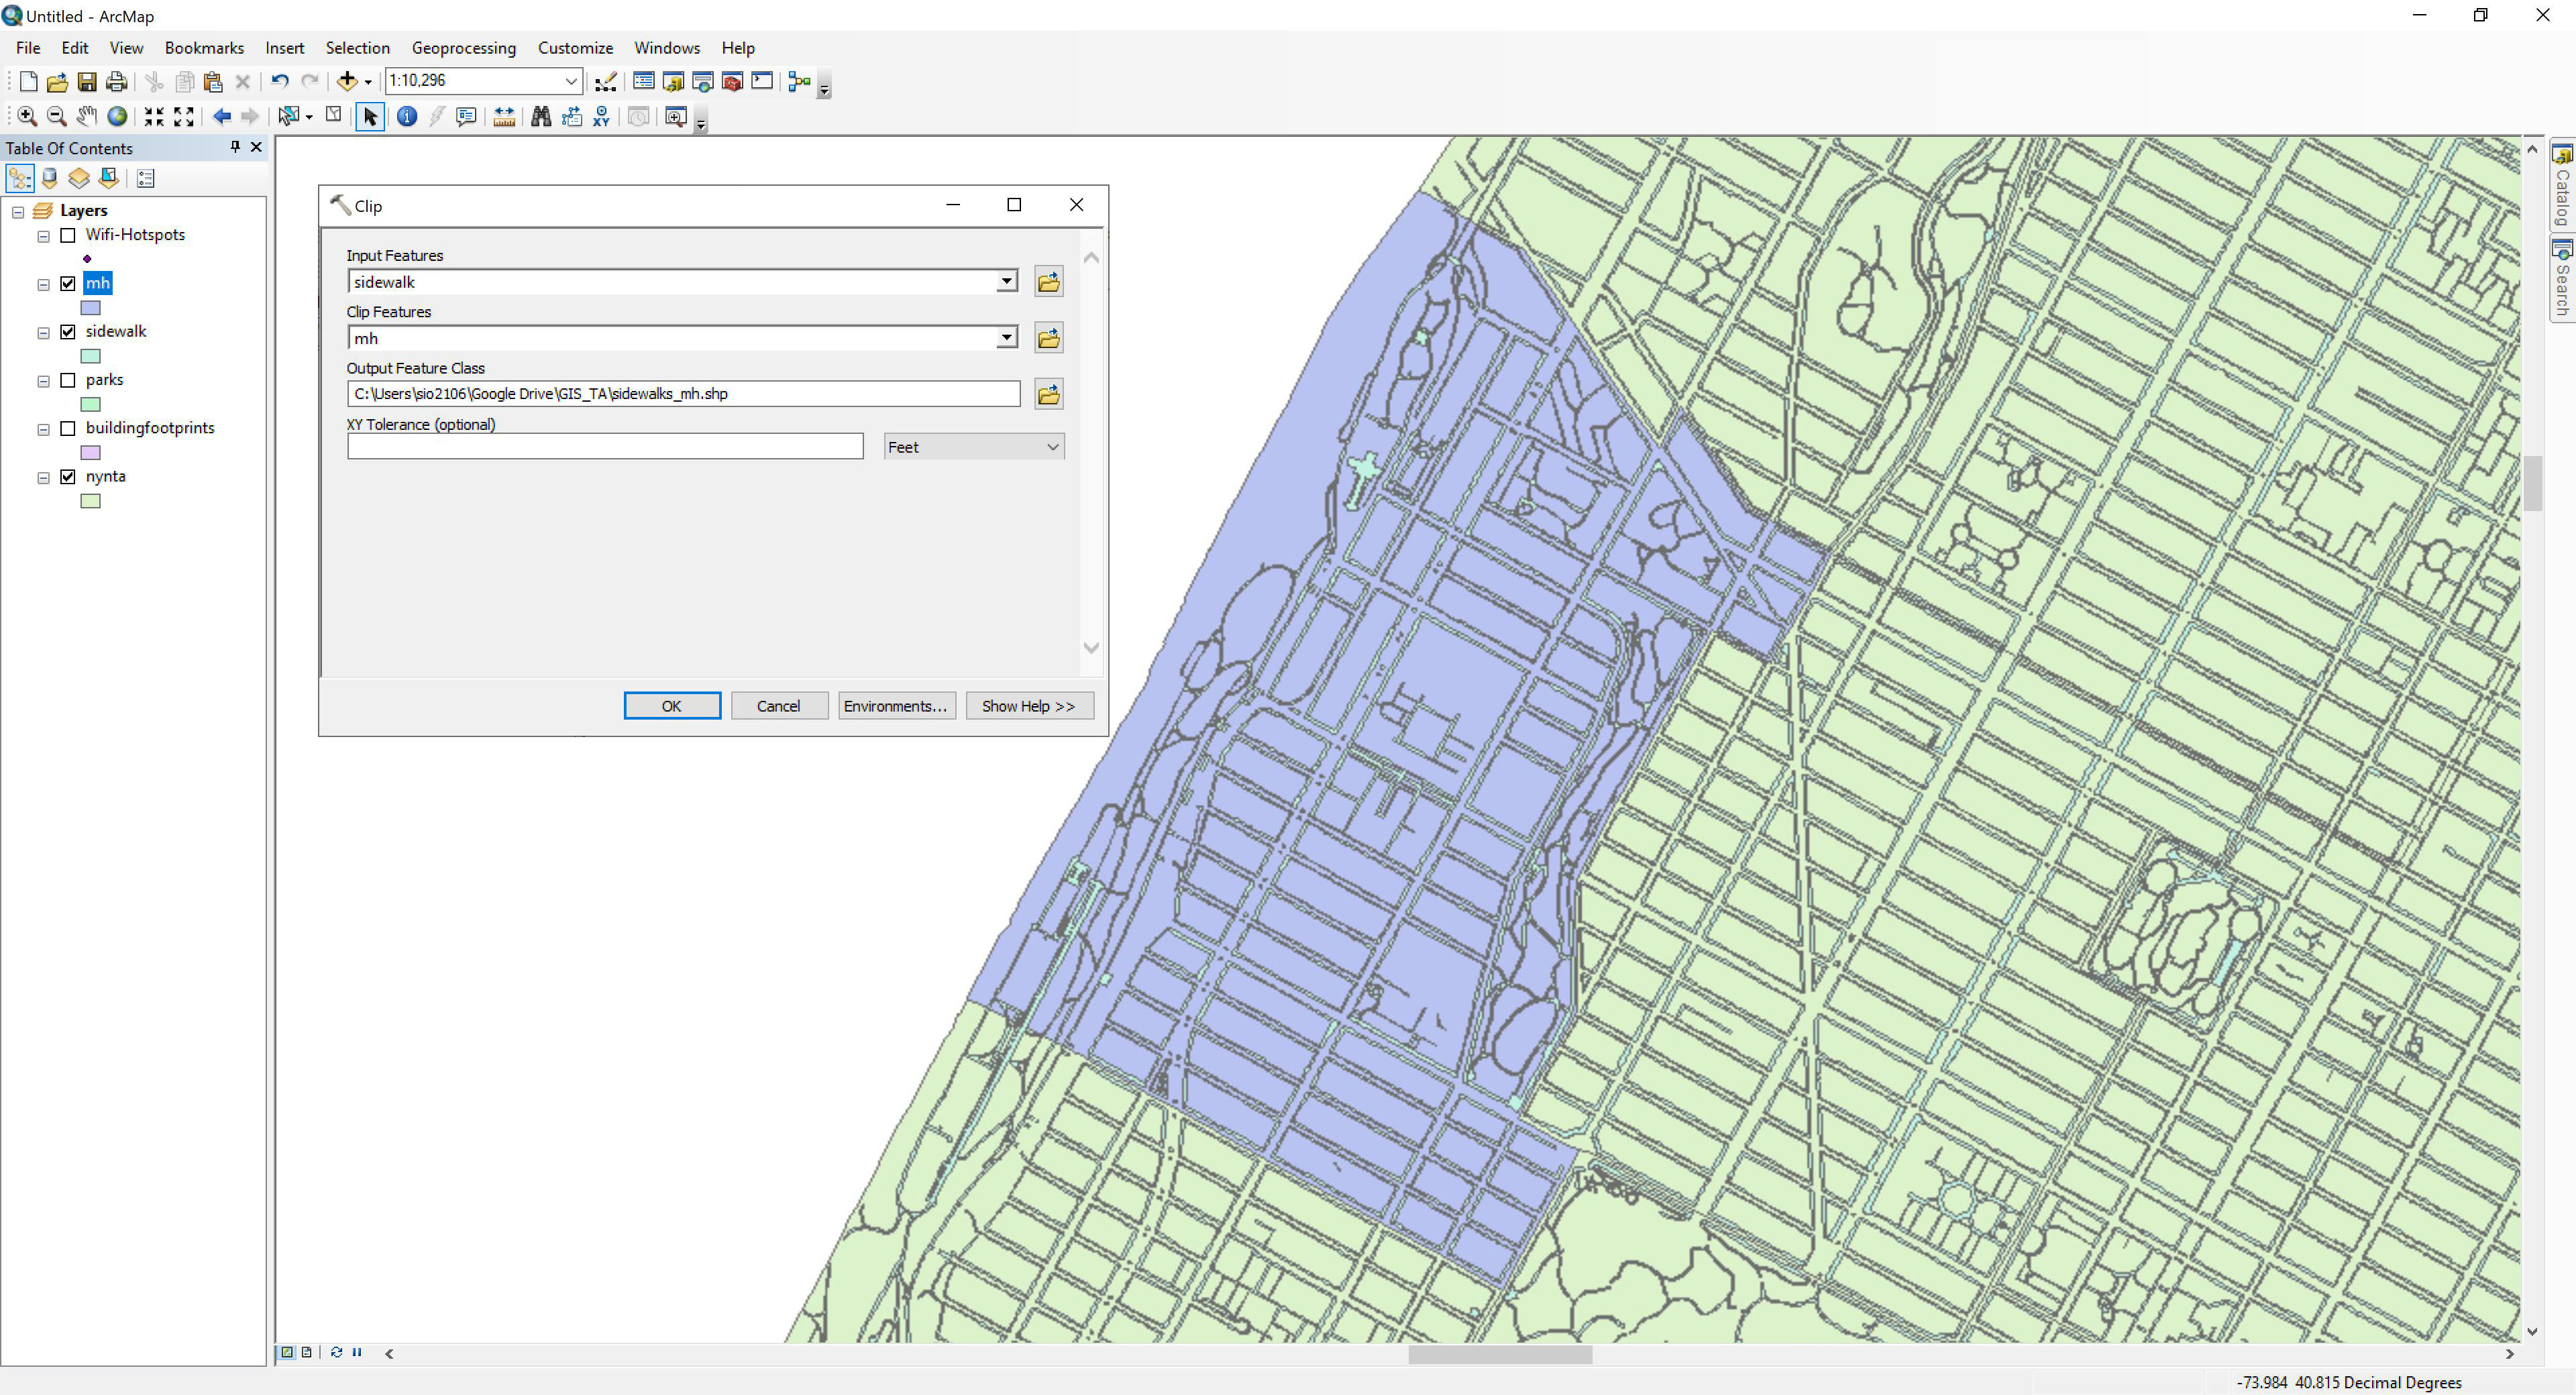 Untitled - ArcMap
File Edit View Bookmarks Insert Selection Geoprocessing Customize Windows Help
1:10,296
XY
Table Of Contents
Layers
Wifi-Hotspots
mh
sidewalk
parks
buildingfootprints
nynta
Clip
Input Features
sidewalk
Clip Features
mh
Output Feature Class
C:\Users\sio2106\Google Drive\GIS_TA\sidewalks_mh.shp
XY Tolerance (optional)
Feet
OK Cancel Environments... Show Help >>
Catalog
Search
-73.984 40.815 Decimal Degrees